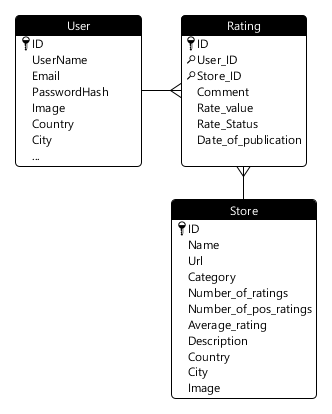 User
ID
UserName
Email
PasswordHash
Image
Country
City
...
Rating
ID
User_ID
Store_ID
Comment
Rate_value
Rate_Status
Date_of_publication
Store
ID
Name
Url
Category
Number_of_ratings
Number_of_pos_ratings
Average_rating
Description
Country
City
Image